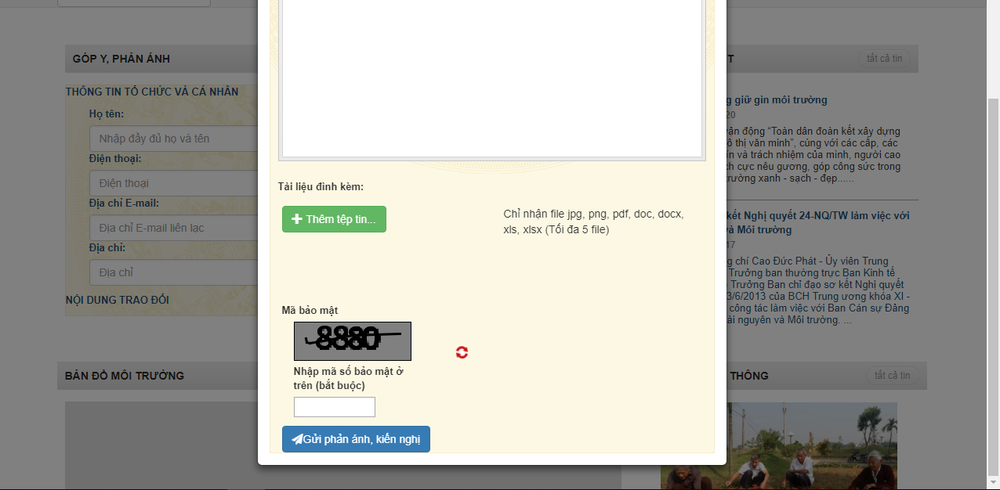 GÓP Ý, PHẢN ÁNH
THÔNG TIN TỔ CHỨC VÀ CÁ NHÂN
Họ tên:
Nhập đầy đủ họ và tên
Điện thoại:
Điện thoại
Địa chỉ E-mail:
Địa chỉ E-mail liên lạc
Địa chỉ:
Địa chỉ
NỘI DUNG TRAO ĐỔI
BẢN ĐỒ MÔI TRƯỜNG
Tài liệu đính kèm:
Thêm tệp tin...
Chỉ nhận file jpg, png, pdf, doc, docx,
xls, xlsx (Tối đa 5 file)
Mã bảo mật
Nhập mã số bảo mật ở
trên (bắt buộc)
Gửi phản ánh, kiến nghị
T
tất cả tin
g giữ gìn môi trường
20
vận động “Toàn dân đoàn kết xây dựng
ô thị văn minh”, cùng với các cấp, các
ín và trách nhiệm của mình, người cao
ch cực nêu gương, góp công sức trong
trường xanh - sạch - đẹp......
kết Nghị quyết 24-NQ/TW làm việc với
và Môi trường
17
g chí Cao Đức Phát - Ủy viên Trung
Trưởng ban thường trực Ban Kinh tế
Trưởng Ban chỉ đạo sơ kết Nghị quyết
3/6/2013 của BCH Trung ương khóa XI -
công tác làm việc với Ban Cán sự Đảng
ài nguyên và Môi trường. ...
THÔNG
tất cả tin